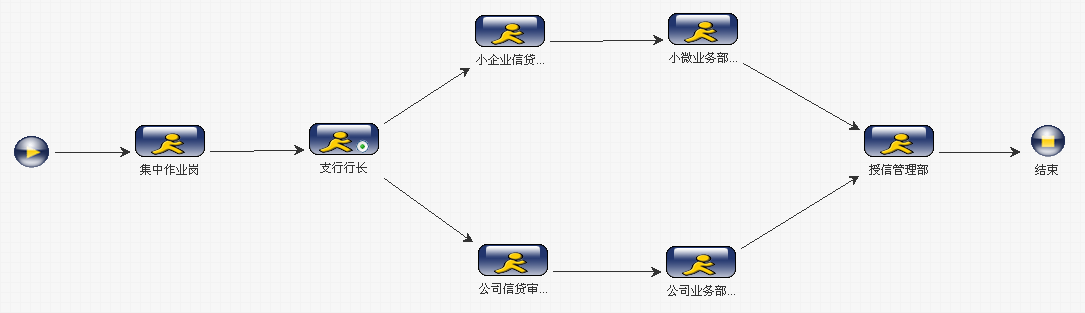 小企业信贷...
小微业务部...
集中作业岗
支行行长
授信管理部
结束
公司信贷审...
公司业务部...